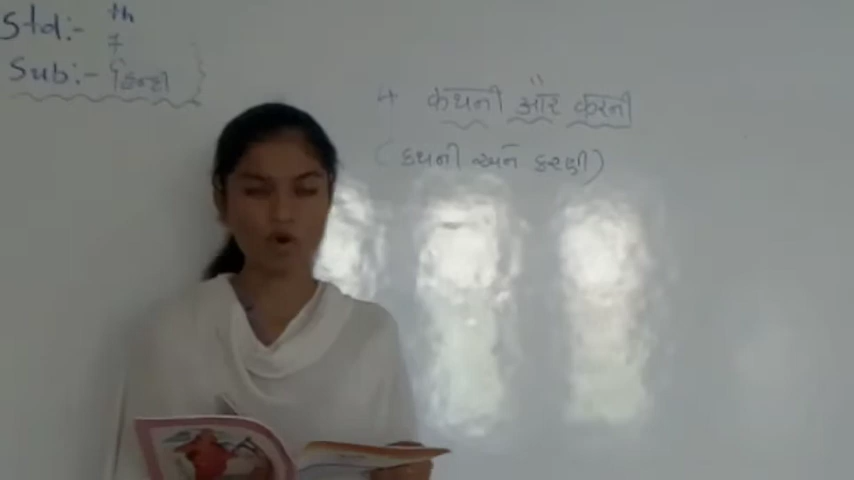 Std:- 7th
Sub:- हिन्दी
→ कथनी और करनी
(કથની અને કરણી)